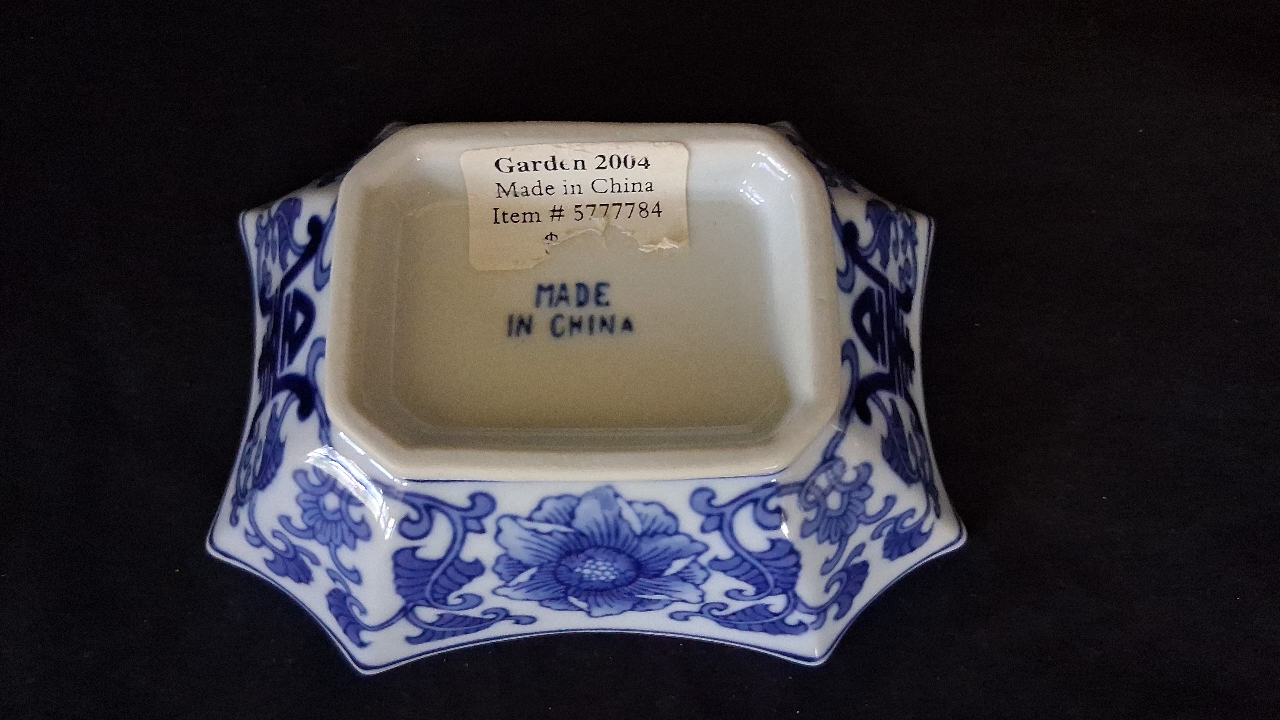 Garden 2004
Made in China
Item # 5777784
MADE
IN CHINA